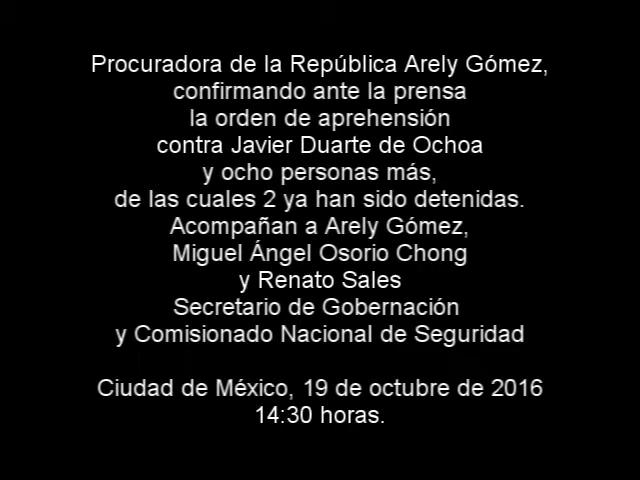 Procuradora de la República Arely Gómez,
confirmando ante la prensa
la orden de aprehensión
contra Javier Duarte de Ochoa
y ocho personas más,
de las cuales 2 ya han sido detenidas.
Acompañan a Arely Gómez,
Miguel Ángel Osorio Chong
y Renato Sales
Secretario de Gobernación
y Comisionado Nacional de Seguridad
Ciudad de México, 19 de octubre de 2016
14:30 horas.